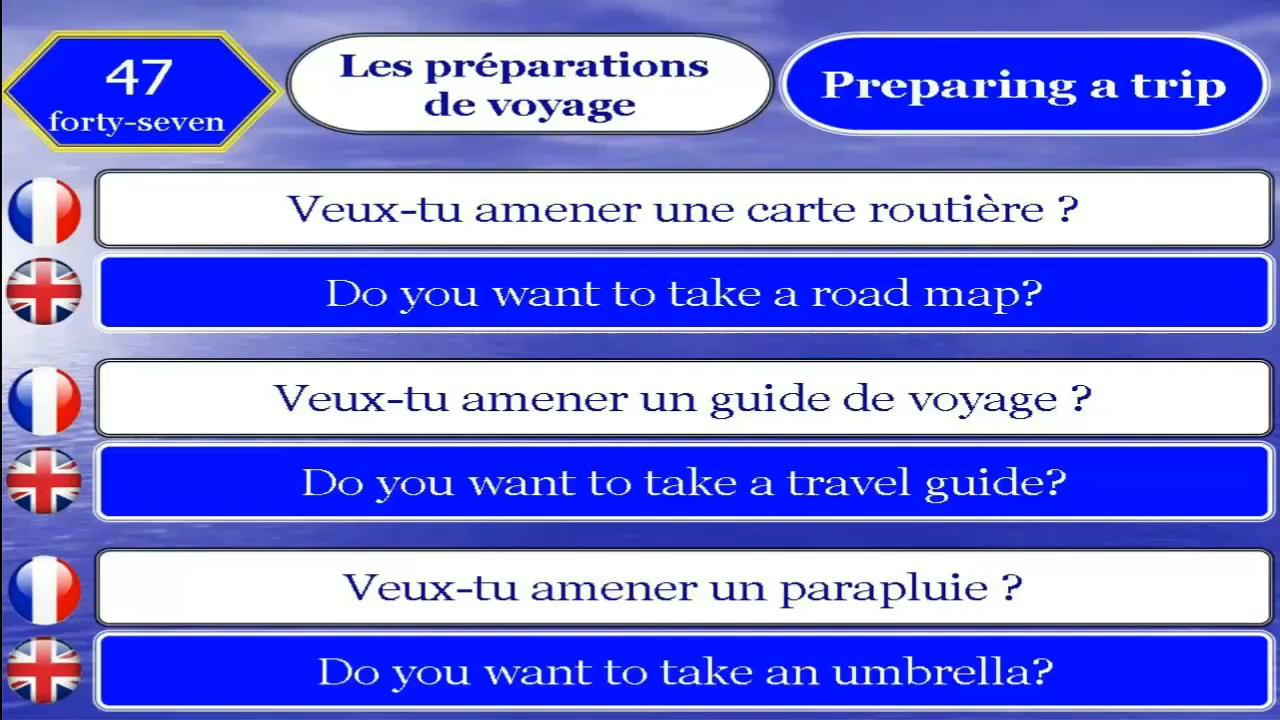 47
forty-seven
Les préparations
de voyage
Preparing a trip
Veux-tu amener une carte routière ?
Do you want to take a road map?
Veux-tu amener un guide de voyage ?
Do you want to take a travel guide?
Veux-tu amener un parapluie ?
Do you want to take an umbrella?